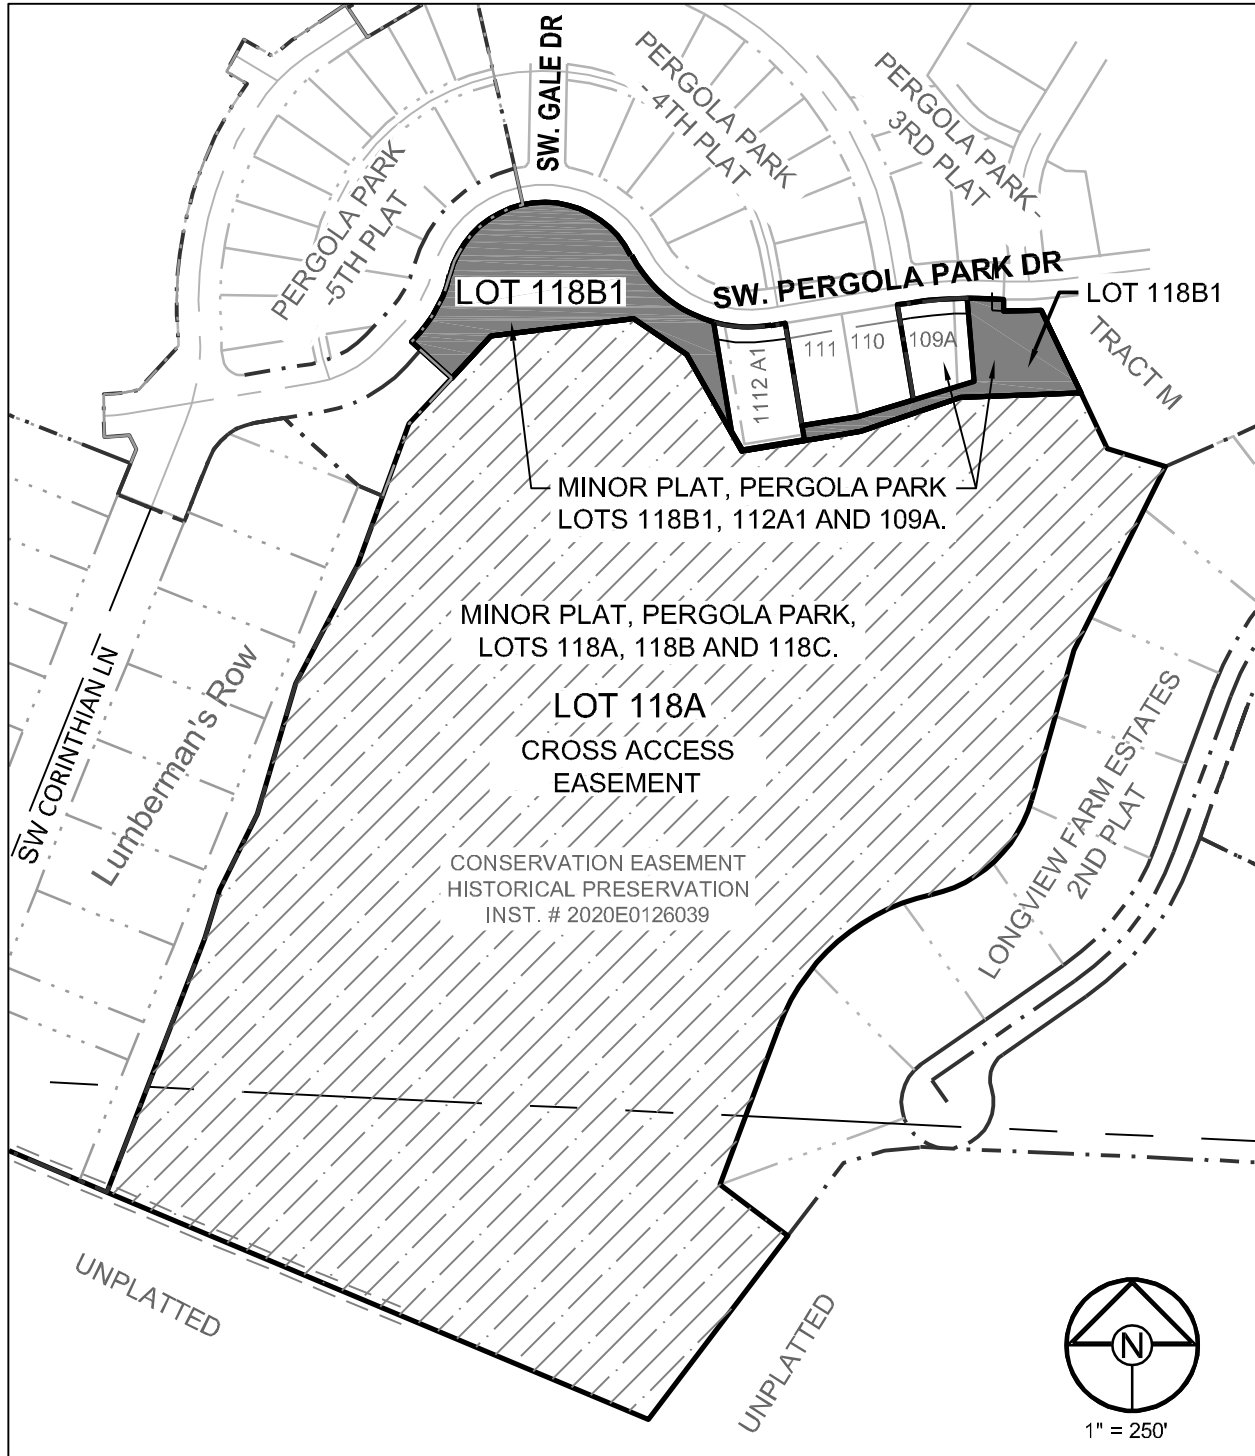 SW. GALE DR
PERGOLA PARK
- 4TH PLAT
PERGOLA PARK -
3RD PLAT
PERGOLA PARK
-5TH PLAT
LOT 118B1
SW. PERGOLA PARK DR
LOT 118B1
TRACT M
1112 A1
111
110
109A
MINOR PLAT, PERGOLA PARK
LOTS 118B1, 112A1 AND 109A.
MINOR PLAT, PERGOLA PARK,
LOTS 118A, 118B AND 118C.
LOT 118A
CROSS ACCESS
EASEMENT
SW CORINTHIAN LN
Lumberman's Row
CONSERVATION EASEMENT
HISTORICAL PRESERVATION
INST. # 2020E0126039
LONGVIEW FARM ESTATES
2ND PLAT
UNPLATTED
UNPLATTED
N
1" = 250'